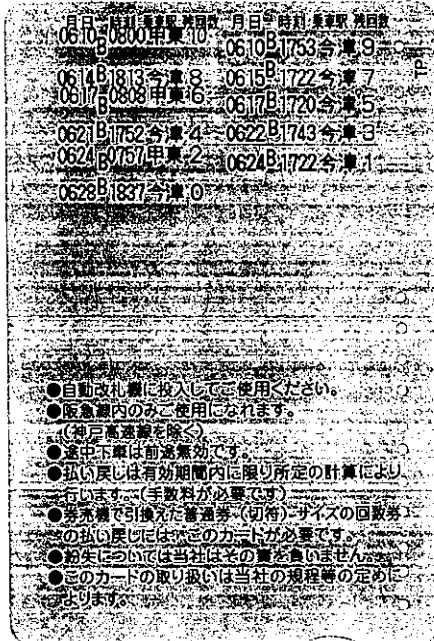 月日 時刻 乗車駅 残回数 月日 時刻 乗車駅 残回数
0610B0800甲東10 0610B1753今車9
0614B1813今車8 0615B1722今車7
0617B0808甲東6 0617B1720今車5
0621B1752今車4 0622B1743今車3
0624B0757甲東2 0624B1722今車1
0628B1837今車0
TP
●自動改札機に投入してご使用ください。
●阪急線内のみご使用になれます。
(神戸高速線を除く)
●途中下車は前途無効です。
●払い戻しは有効期間内に限り所定の計算により
行います。(手数料が必要です)
●券売機で引換えた普通券(切符)サイズの回数券
の払い戻しには、このカードが必要です。
●紛失については当社はその責を負いません。
●このカードの取り扱いは当社の規程等の定めに
よります。